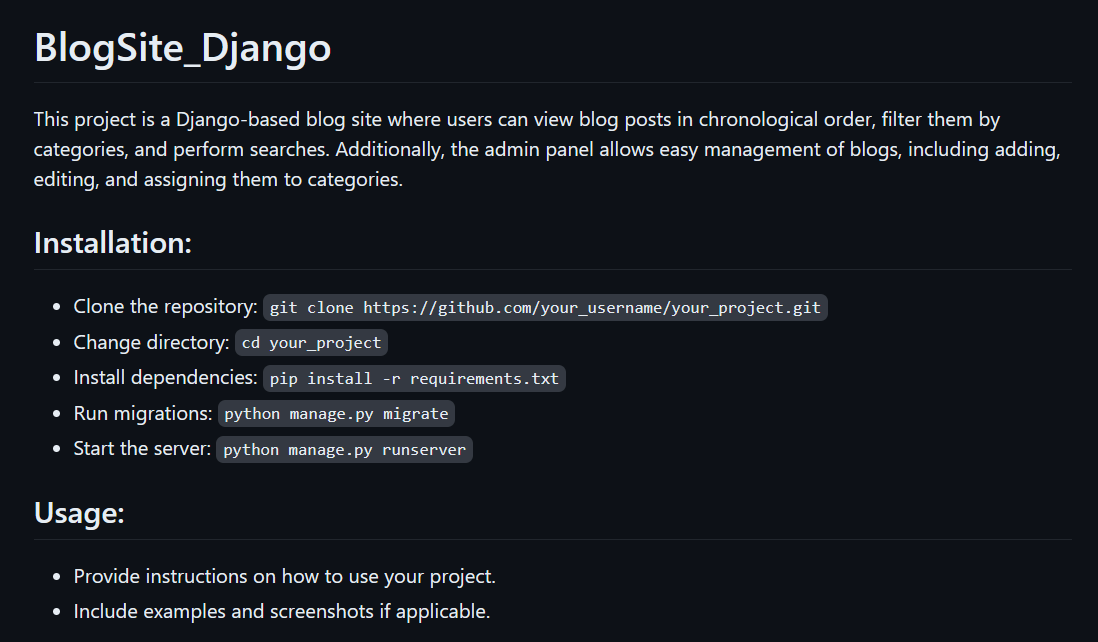 BlogSite_Django
This project is a Django-based blog site where users can view blog posts in chronological order, filter them by
categories, and perform searches. Additionally, the admin panel allows easy management of blogs, including adding,
editing, and assigning them to categories.
Installation:
• Clone the repository: git clone https://github.com/your_username/your_project.git
• Change directory: cd your_project
• Install dependencies: pip install -r requirements.txt
• Run migrations: python manage.py migrate
• Start the server: python manage.py runserver
Usage:
• Provide instructions on how to use your project.
• Include examples and screenshots if applicable.